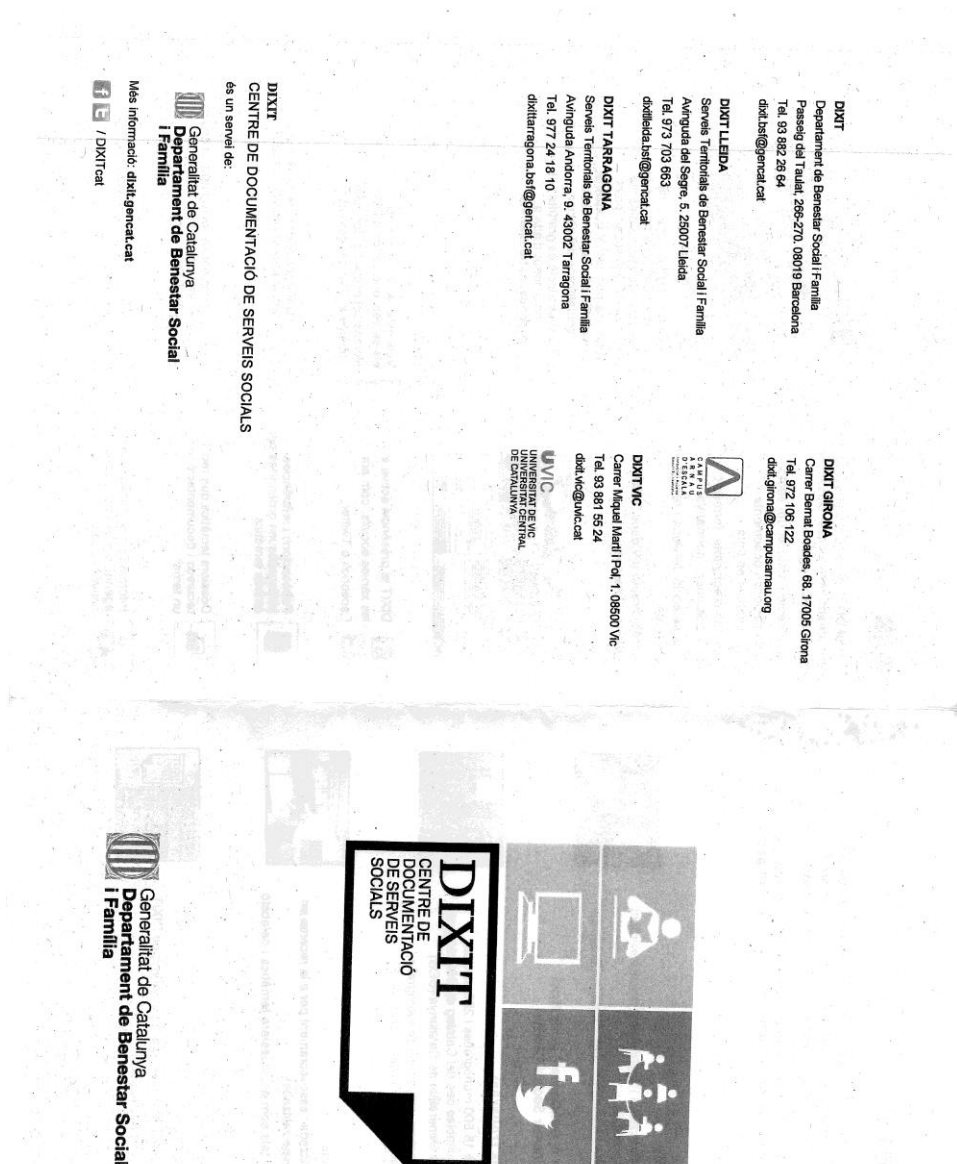 DIXIT
Departament de Benestar Social i Família
Passeig del Taulat, 266-270. 08019 Barcelona
Tel. 93 882 26 64
dixit.bsf@gencat.cat
DIXIT LLEIDA
Serveis Territorials de Benestar Social i Família
Avinguda del Segre, 5. 25007 Lleida
Tel. 973 703 663
dixitlleida.bsf@gencat.cat
DIXIT TARRAGONA
Serveis Territorials de Benestar Social i Família
Avinguda Andorra, 9. 43002 Tarragona
Tel. 977 24 18 10
dixittarragona.bsf@gencat.cat
DIXIT GIRONA
Carrer Bernat Boades, 68. 17005 Girona
Tel. 972 106 122
dixit.girona@campusarnau.org
CAMPUS
ARNAU
D'ESCALA
DIXIT VIC
Carrer Miquel Martí i Pol, 1. 08500 Vic
Tel. 93 881 55 24
dixit.vic@uvic.cat
UVIC
UNIVERSITAT DE VIC
UNIVERSITAT CENTRAL
DE CATALUNYA
DIXIT
CENTRE DE DOCUMENTACIÓ DE SERVEIS SOCIALS
és un servei de:
Generalitat de Catalunya
Departament de Benestar Social
i Família
Més informació: dixit.gencat.cat
/ DIXITcat
DIXIT
CENTRE DE
DOCUMENTACIÓ
DE SERVEIS
SOCIALS
Generalitat de Catalunya
Departament de Benestar Social
i Família